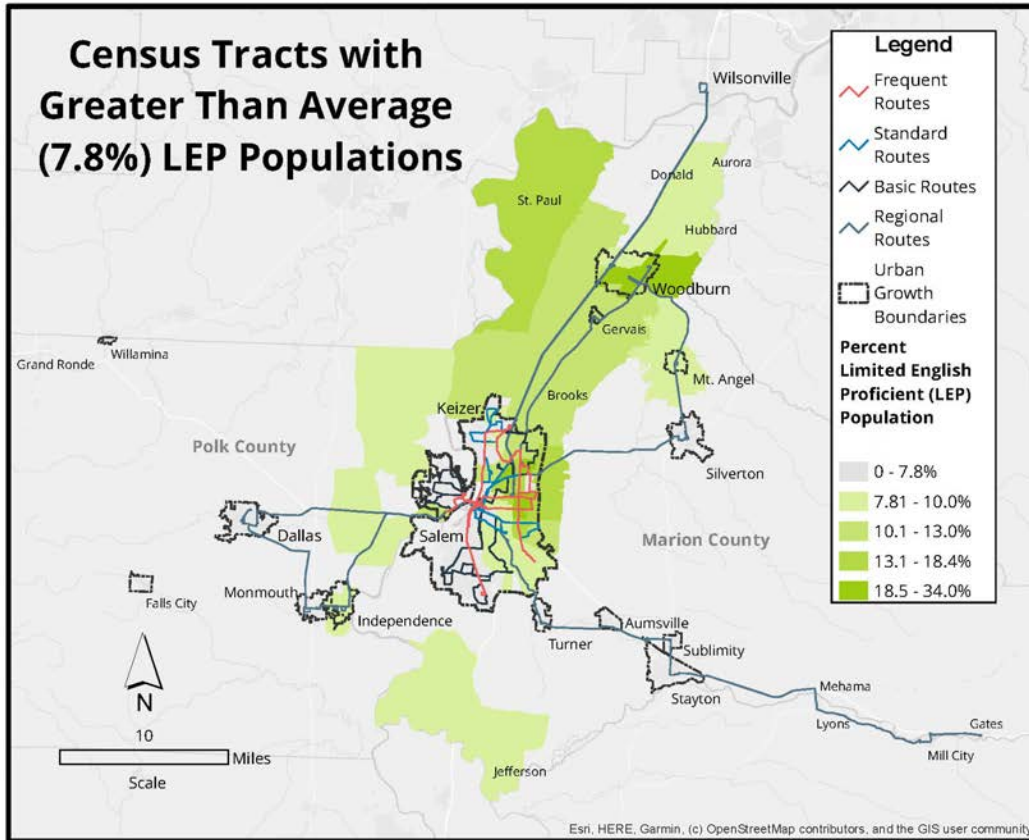 Census Tracts with
Greater Than Average
(7.8%) LEP Populations
Legend
Frequent
Routes
Standard
Routes
Basic Routes
Regional
Routes
Urban
Growth
Boundaries
Percent
Limited English
Proficient (LEP)
Population
0 - 7.8%
7.81 - 10.0%
10.1 - 13.0%
13.1 - 18.4%
18.5 - 34.0%
Wilsonville
Aurora
Donald
St. Paul
Hubbard
Woodburn
Gervais
Willamina
Grand Ronde
Mt. Angel
Brooks
Keizer
Polk County
Silverton
Dallas
Salem
Marion County
Monmouth
Falls City
Independence
Turner
Aumsville
Sublimity
Stayton
Mehama
Lyons
Gates
Mill City
Jefferson
N
10
Miles
Scale
Esri, HERE, Garmin, (c) OpenStreetMap contributors, and the GIS user community